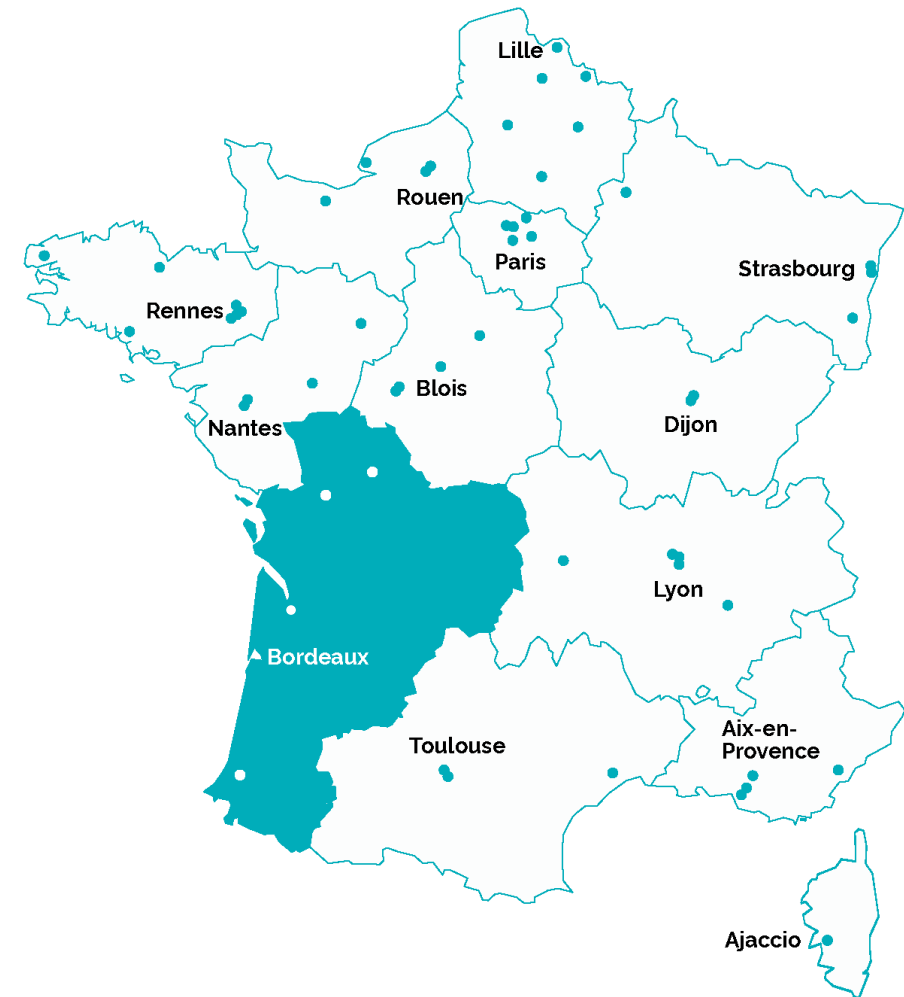 Lille
Rouen
Paris
Strasbourg
Rennes
Blois
Nantes
Dijon
Lyon
Bordeaux
Toulouse
Aix-en-
Provence
Ajaccio